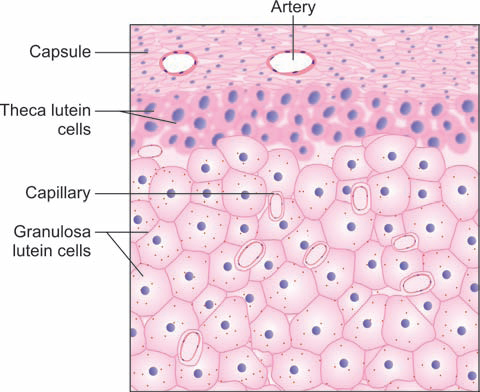 Artery
Capsule
Theca lutein
cells
Capillary
Granulosa
lutein cells